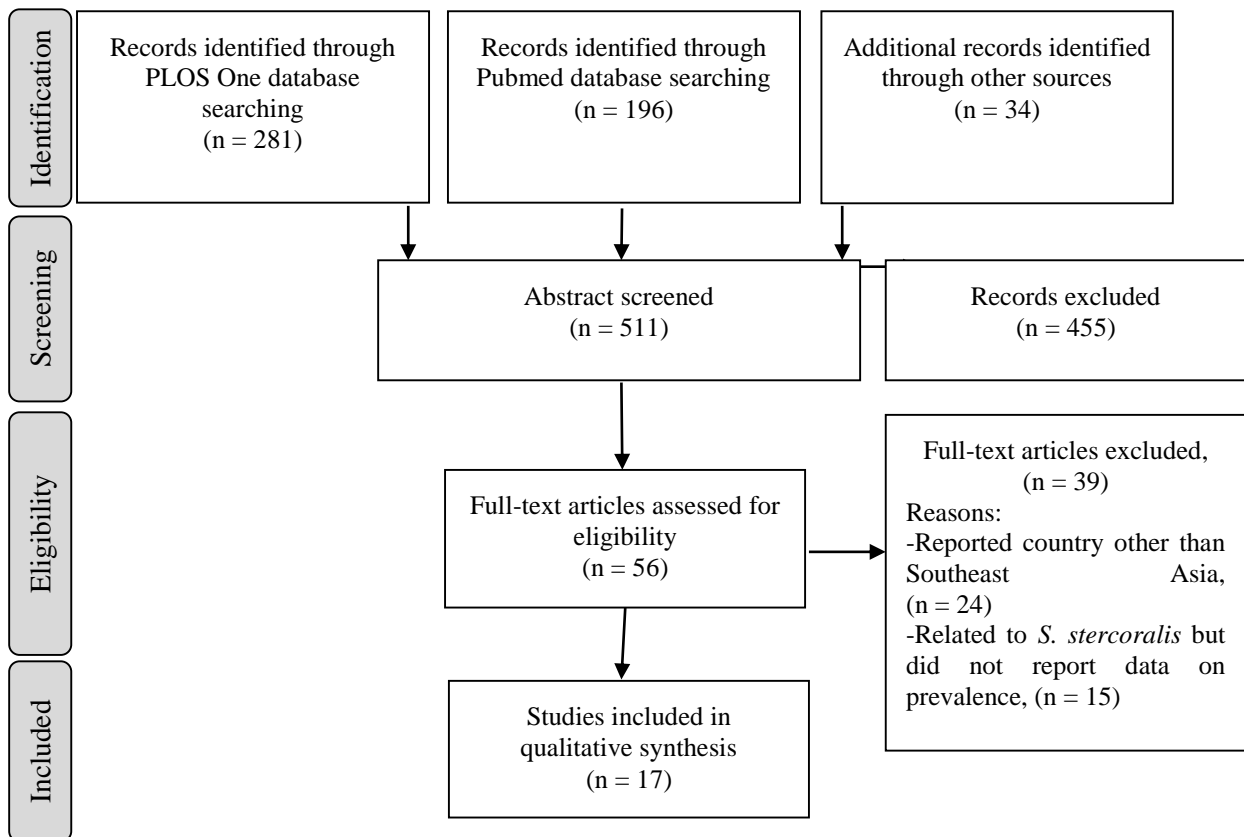 Identification
Records identified through
PLOS One database
searching
(n = 281)
Records identified through
Pubmed database searching
(n = 196)
Additional records identified
through other sources
(n = 34)
Screening
Abstract screened
(n = 511)
Records excluded
(n = 455)
Eligibility
Full-text articles assessed for
eligibility
(n = 56)
Full-text articles excluded,
(n = 39)
Reasons:
-Reported country other than
Southeast Asia,
(n = 24)
-Related to S. stercoralis but
did not report data on
prevalence, (n = 15)
Included
Studies included in
qualitative synthesis
(n = 17)